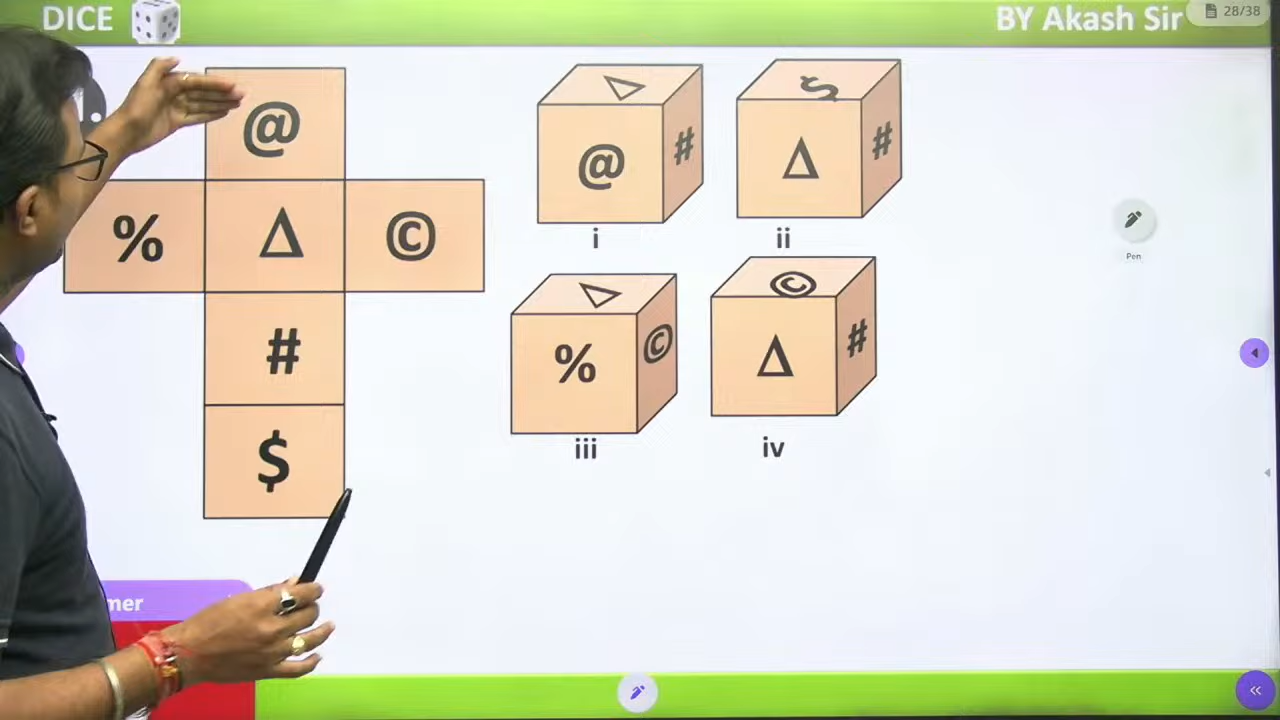 DICE
BY Akash Sir
28/38
@
% Δ ©
#
$
Δ
@ #
i
$
Δ #
ii
Δ
% ©
iii
©
Δ #
iv
Pen
mer